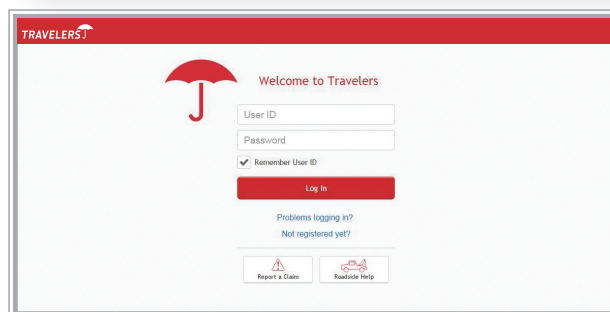 TRAVELERS
Welcome to Travelers
User ID
Password
Remember User ID
Log In
Problems logging in?
Not registered yet?
Report a Claim
Roadside Help